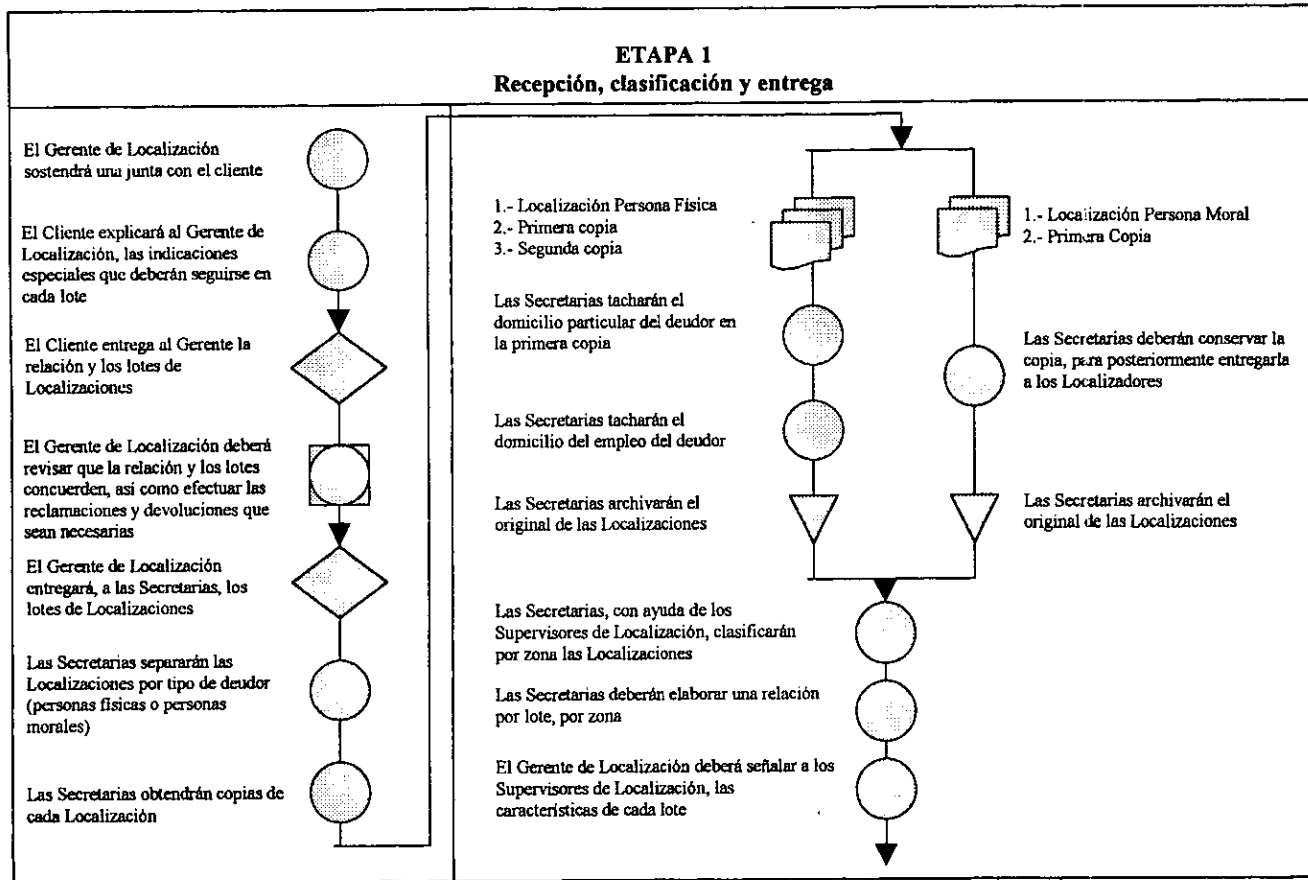 ETAPA 1
Recepción, clasificación y entrega
El Gerente de Localización
sostendrá una junta con el cliente
El Cliente explicará al Gerente de
Localización, las indicaciones
especiales que deberán seguirse en
cada lote
El Cliente entrega al Gerente la
relación y los lotes de
Localizaciones
El Gerente de Localización deberá
revisar que la relación y los lotes
concuerden, asi como efectuar las
reclamaciones y devoluciones que
sean necesarias
El Gerente de Localización
entregará, a las Secretarias, los
lotes de Localizaciones
Las Secretarias separarán las
Localizaciones por tipo de deudor
(personas físicas o personas
morales)
Las Secretarias obtendrán copias de
cada Localización
1.- Localización Persona Física
2.- Primera copia
3.- Segunda copia
Las Secretarias tacharán el
domicilio particular del deudor en
la primera copia
Las Secretarias tacharán el
domicilio del empleo del deudor
Las Secretarias archivarán el
original de las Localizaciones
1.- Localización Persona Moral
2.- Primera Copia
Las Secretarias deberán conservar la
copia, para posteriormente entregarla
a los Localizadores
Las Secretarias archivarán el
original de las Localizaciones
Las Secretarias, con ayuda de los
Supervisores de Localización, clasificarán
por zona las Localizaciones
Las Secretarias deberán elaborar una relación
por lote, por zona
El Gerente de Localización deberá señalar a los
Supervisores de Localización, las
características de cada lote